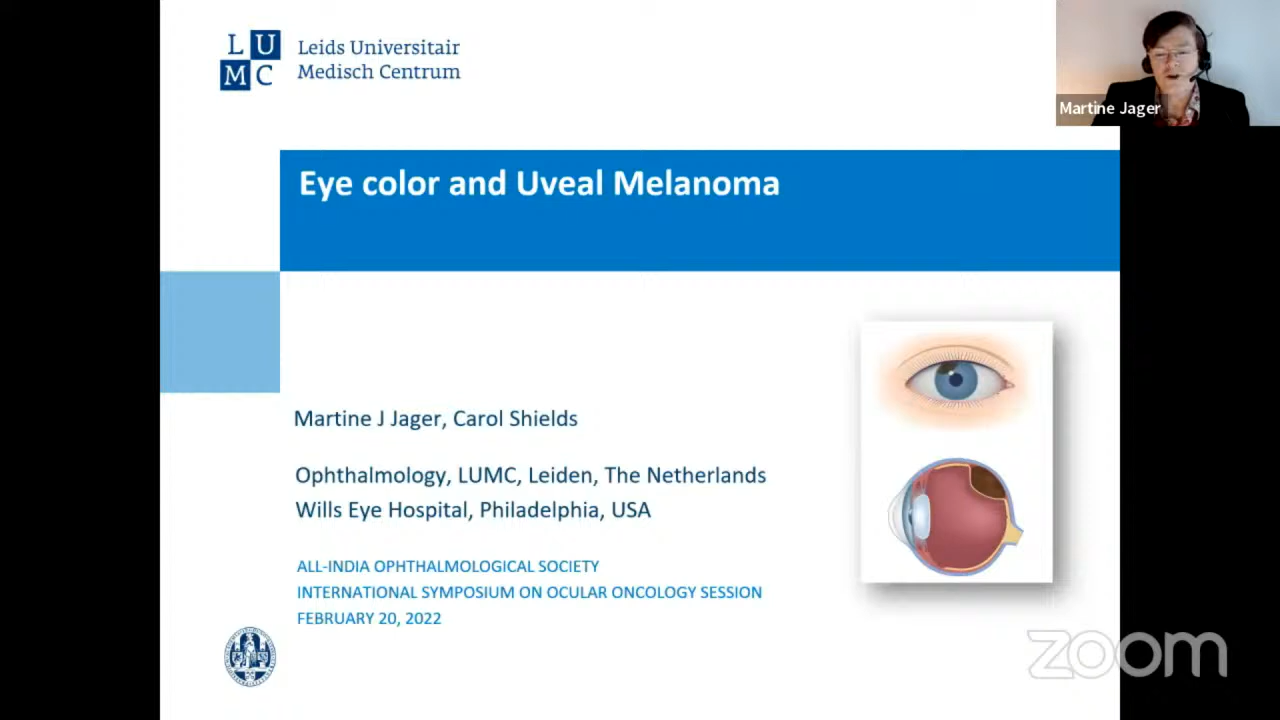 L U
M C
Leids Universitair
Medisch Centrum
Martine Jager
Eye color and Uveal Melanoma
Martine J Jager, Carol Shields
Ophthalmology, LUMC, Leiden, The Netherlands
Wills Eye Hospital, Philadelphia, USA
ALL-INDIA OPHTHALMOLOGICAL SOCIETY
INTERNATIONAL SYMPOSIUM ON OCULAR ONCOLOGY SESSION
FEBRUARY 20, 2022
zoom